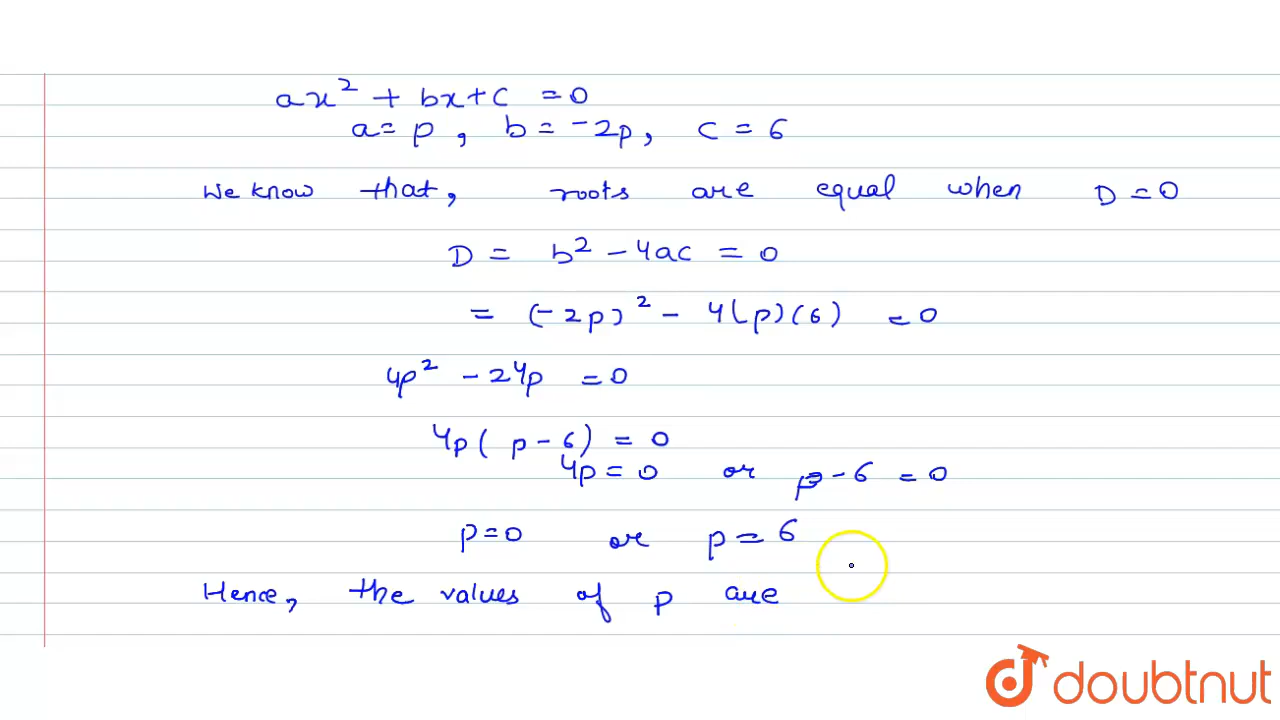 ax² + bx + c = 0
a = p, b = -2p, c = 6
We know that, roots are equal when D = 0
D = b² - 4ac = 0
= (-2p)² - 4(p)(6) = 0
4p² - 24p = 0
4p(p - 6) = 0
4p = 0 or p - 6 = 0
p = 0 or p = 6
Hence, the values of p are
doubtnut